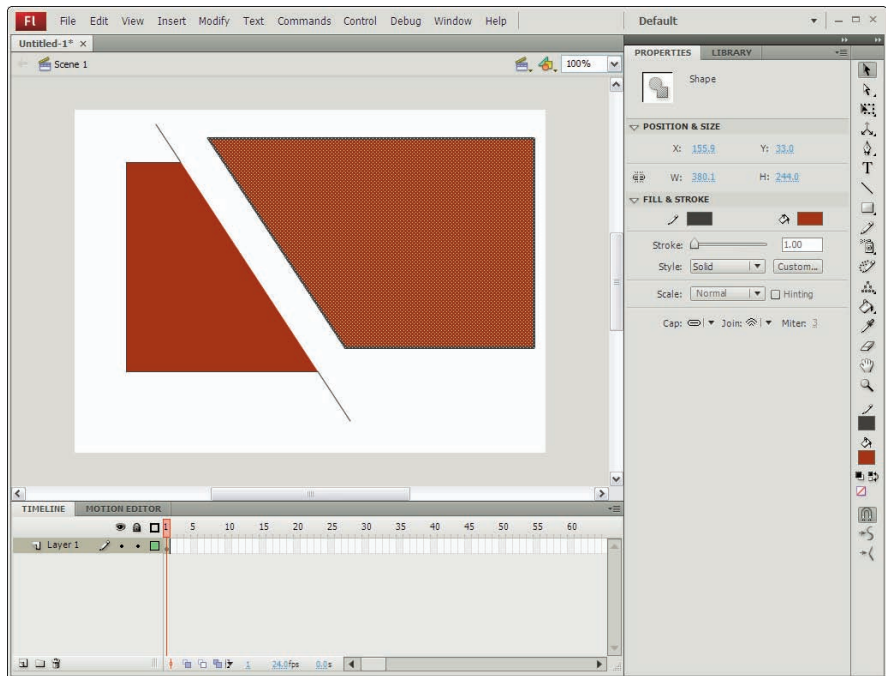 Fl File Edit View Insert Modify Text Commands Control Debug Window Help Default
Untitled-1*
Scene 1 100%
PROPERTIES LIBRARY
Shape
POSITION & SIZE
X: 155.9 Y: 33.0
W: 380.1 H: 244.0
FILL & STROKE
Stroke: 1.00
Style: Solid Custom...
Scale: Normal Hinting
Cap: Join: Miter: 3
T
TIMELINE MOTION EDITOR
1 5 10 15 20 25 30 35 40 45 50 55 60
Layer 1
1 24.0fps 0.0s